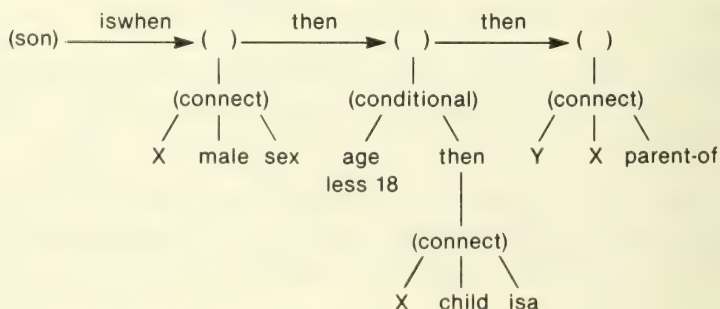 iswhen then then
(son) ( ) ( ) ( )
(connect) (conditional) (connect)
X male sex age then Y X parent-of
less 18
(connect)
X child isa